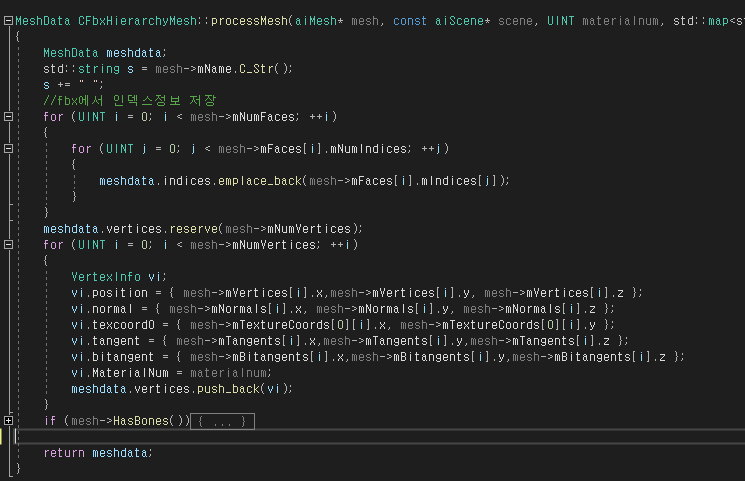 MeshData CFbxHierarchyMesh::processMesh(aiMesh* mesh, const aiScene* scene, UINT materialnum, std::map<s
{
MeshData meshdata;
std::string s = mesh->mName.C_Str();
s += " ";
//fbx에서 인덱스정보 저장
for (UINT i = 0; i < mesh->mNumFaces; ++i)
{
for (UINT j = 0; j < mesh->mFaces[i].mNumIndices; ++j)
{
meshdata.indices.emplace_back(mesh->mFaces[i].mIndices[j]);
}
}
meshdata.vertices.reserve(mesh->mNumVertices);
for (UINT i = 0; i < mesh->mNumVertices; ++i)
{
VertexInfo vi;
vi.position = { mesh->mVertices[i].x,mesh->mVertices[i].y, mesh->mVertices[i].z };
vi.normal = { mesh->mNormals[i].x, mesh->mNormals[i].y, mesh->mNormals[i].z };
vi.texcoord0 = { mesh->mTextureCoords[0][i].x, mesh->mTextureCoords[0][i].y };
vi.tangent = { mesh->mTangents[i].x,mesh->mTangents[i].y,mesh->mTangents[i].z };
vi.bitangent = { mesh->mBitangents[i].x,mesh->mBitangents[i].y,mesh->mBitangents[i].z };
vi.MaterialNum = materialnum;
meshdata.vertices.push_back(vi);
}
if (mesh->HasBones()){ ... }
return meshdata;
}